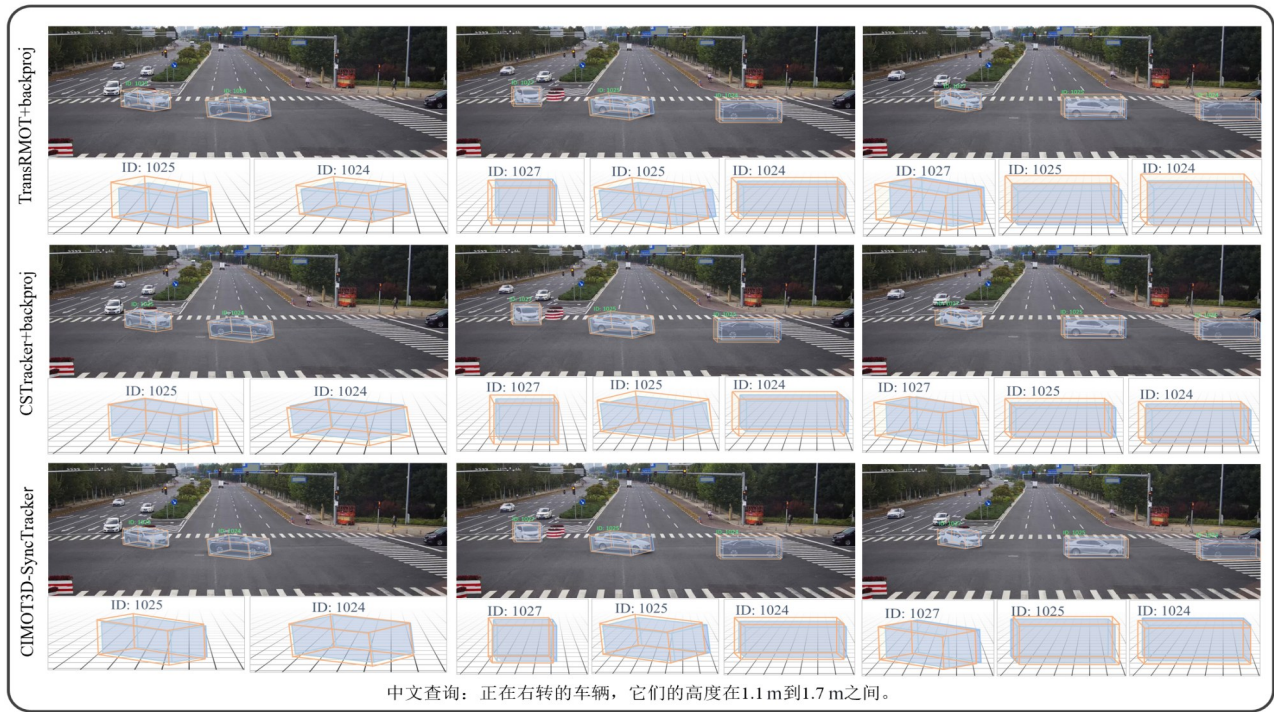 TransRMOT+backproj
ID: 1025
ID: 1024
ID: 1027
ID: 1025
ID: 1024
ID: 1027
ID: 1025
ID: 1024
CSTracker+backproj
ID: 1025
ID: 1024
ID: 1027
ID: 1025
ID: 1024
ID: 1027
ID: 1025
ID: 1024
CIMOT3D-SyncTracker
ID: 1025
ID: 1024
ID: 1027
ID: 1025
ID: 1024
ID: 1027
ID: 1025
ID: 1024
中文查询：正在右转的车辆，它们的高度在1.1 m到1.7 m之间。